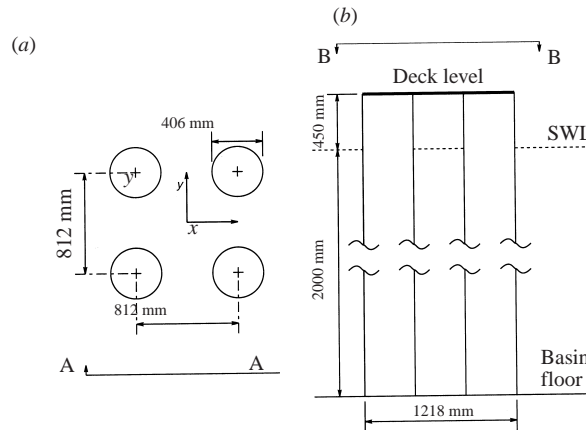 (a)
406 mm
y
y
x
812 mm
812 mm
A
A
(b)
B
B
Deck level
450 mm
SWL
2000 mm
Basin
floor
1218 mm